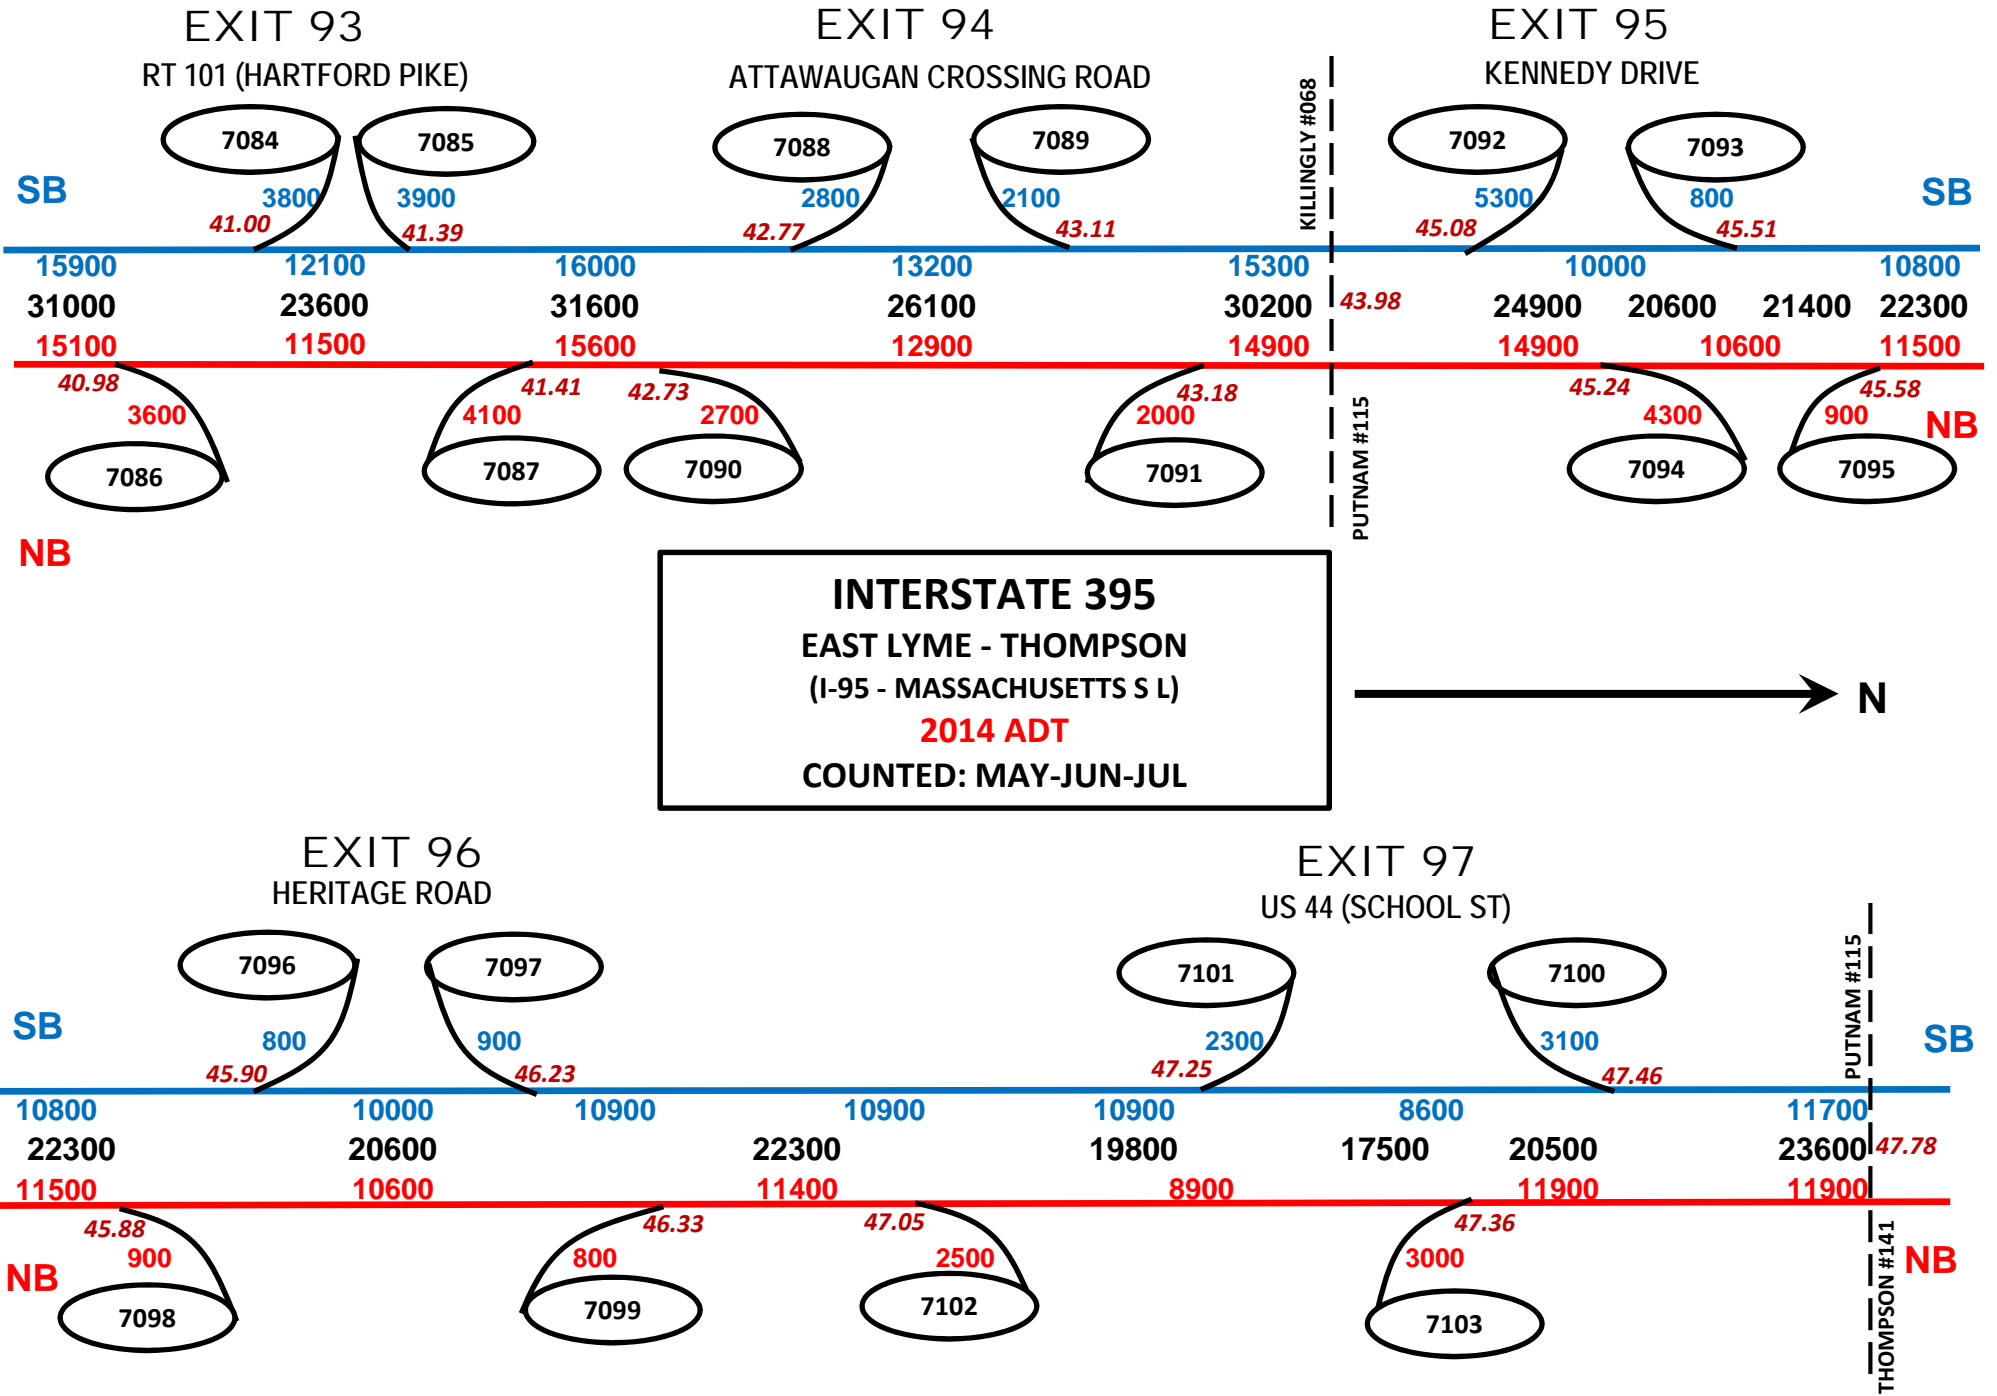 EXIT 93 EXIT 94 EXIT 95
RT 101 (HARTFORD PIKE) ATTAWAUGAN CROSSING ROAD KENNEDY DRIVE
KILLINGLY #068
7084 7085 7088 7089 7092 7093
SB 3800 3900 2800 2100 5300 800 SB
41.00 41.39 42.77 43.11 45.08 45.51
15900 12100 16000 13200 15300 10000 10800
31000 23600 31600 26100 30200 43.98 24900 20600 21400 22300
15100 11500 15600 12900 14900 14900 10600 11500
40.98 41.41 42.73 43.18 45.24 45.58
3600 4100 2700 2000 4300 900 NB
7086 7087 7090 7091 7094 7095
PUTNAM #115
NB
INTERSTATE 395
EAST LYME - THOMPSON
(I-95 - MASSACHUSETTS S L)
2014 ADT
COUNTED: MAY-JUN-JUL
N
EXIT 96 EXIT 97
HERITAGE ROAD US 44 (SCHOOL ST)
7096 7097 7101 7100
PUTNAM #115
SB 800 900 2300 3100 SB
45.90 46.23 47.25 47.46
10800 10000 10900 10900 10900 8600 11700
22300 20600 22300 19800 17500 20500 23600 47.78
11500 10600 11400 8900 11900 11900
45.88 46.33 47.05 47.36
NB 900 800 2500 3000 NB
7098 7099 7102 7103
THOMPSON #141